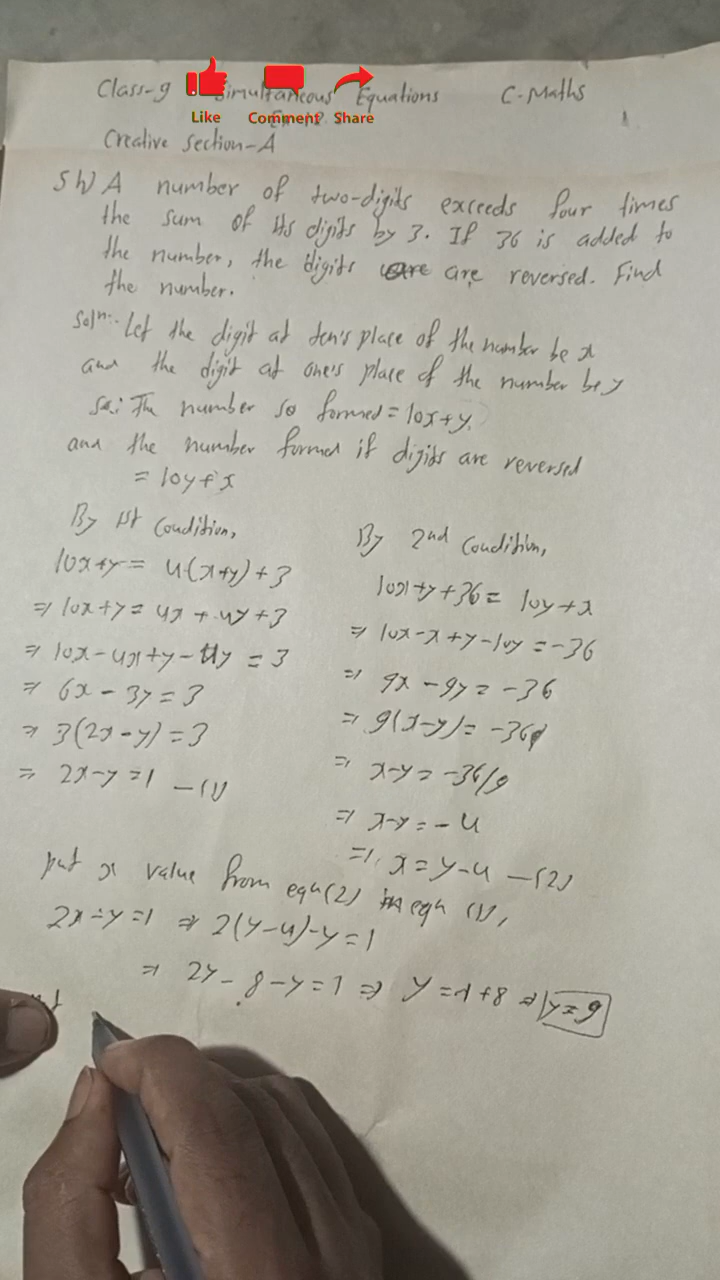 Class-9 Simultaneous Equations C-Maths
Like Comment Share
Creative Section-A
5 h) A number of two-digits exceeds four times
the sum of its digits by 3. If 36 is added to
the number, the digits are are reversed. Find
the number.
Soln:- Let the digit at ten's place of the number be x
and the digit at one's place of the number be y
So: The number so formed = 10x+y.
and the number formed if digits are reversed
= 10y+x
By 1st Condition,
10x+y = 4(x+y)+3
⇒ 10x+y = 4x + 4y+3
⇒ 10x-4x+y-4y = 3
⇒ 6x - 3y = 3
⇒ 3(2x-y) = 3
⇒ 2x-y = 1 -(1)
By 2nd Condition,
10x+y+36 = 10y+x
⇒ 10x-x+y-10y = -36
⇒ 9x - 9y = -36
⇒ 9(x-y) = -36
⇒ x-y = -36/9
⇒ x-y = -4
⇒ x = y-4 -(2)
put x value from eqn(2) in eqn (1),
2x-y=1 ⇒ 2(y-4)-y=1
⇒ 2y-8-y=1 ⇒ y=1+8 ⇒ y=9